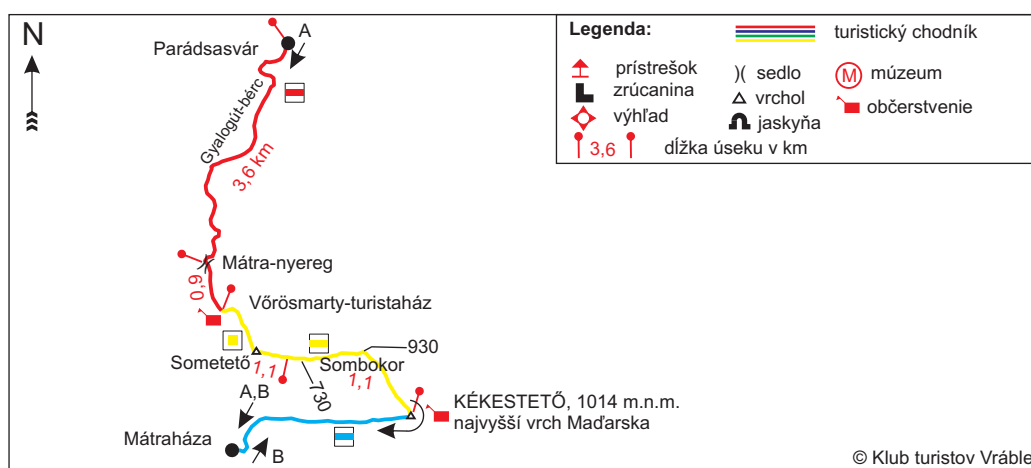 N
Parádsasvár
A
Gyalogút-bérc
3,6 km
Mátra-nyereg
0,9
Vőrösmarty-turistaház
Sometető
1,1
Sombokor
930
730
1,1
A,B
Mátraháza
B
KÉKESTETŐ, 1014 m.n.m.
najvyšší vrch Maďarska
Legenda:
turistický chodník
prístrešok
)( sedlo
M múzeum
zrúcanina
vrchol
občerstvenie
výhľad
jaskyňa
3,6 dĺžka úseku v km
© Klub turistov Vráble